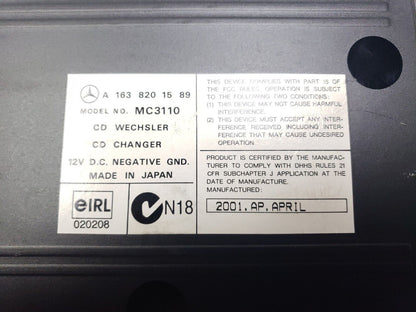 A 163 820 15 89
MODEL NO. MC3110
CD WECHSLER
CD CHANGER
12V D.C. NEGATIVE GND.
MADE IN JAPAN
eIRL
020208
N18
THIS DEVICE COMPLIES WITH PART 15 OF
THE FCC RULES. OPERATION IS SUBJECT
TO THE FOLLOWING TWO CONDITIONS:
(1) THIS DEVICE MAY NOT CAUSE HARMFUL
INTERFERENCE, AND
(2) THIS DEVICE MUST ACCEPT ANY INTER-
FERENCE RECEIVED INCLUDING INTER-
FERENCE THAT MAY CAUSE UNDESIRED
OPERATION.
PRODUCT IS CERTIFIED BY THE MANUFAC-
TURER TO COMPLY WITH DHHS RULES 21
CFR SUBCHAPTER J APPLICATION AT THE
DATE OF MANUFACTURE.
MANUFACTURED:
2001.AP.APRIL